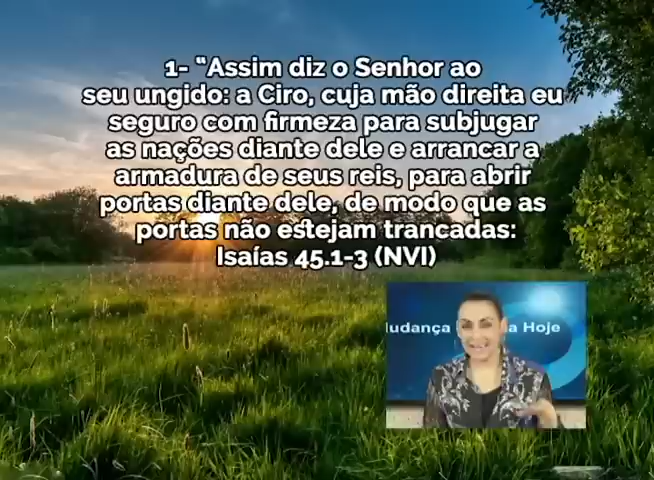 1- “Assim diz o Senhor ao
seu ungido: a Ciro, cuja mão direita eu
seguro com firmeza para subjugar
as nações diante dele e arrancar a
armadura de seus reis, para abrir
portas diante dele, de modo que as
portas não estejam trancadas:
Isaías 45.1-3 (NVI)
Hoje